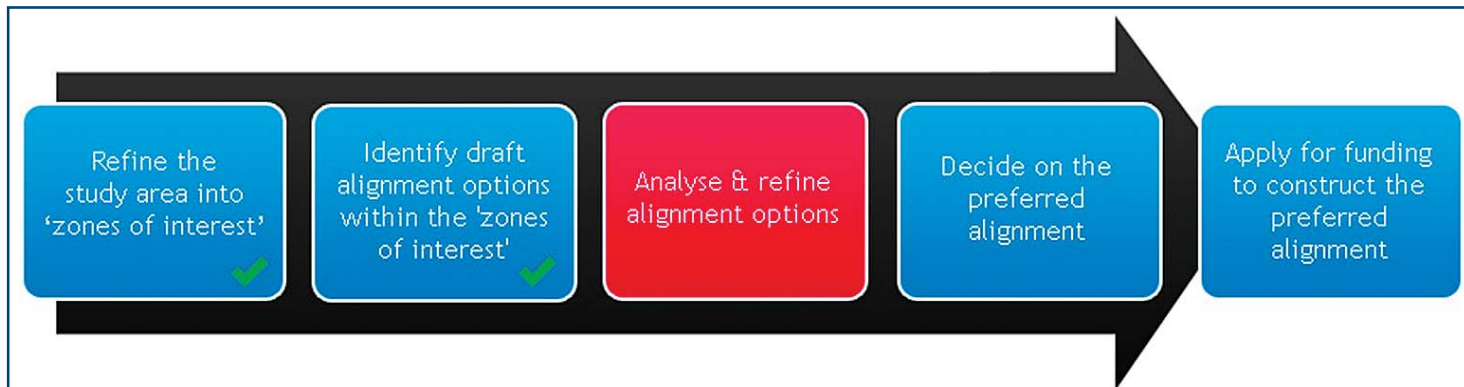 Refine the
study area into
‘zones of interest’
Identify draft
alignment options
within the 'zones
of interest'
Analyse & refine
alignment options
Decide on the
preferred
alignment
Apply for funding
to construct the
preferred
alignment